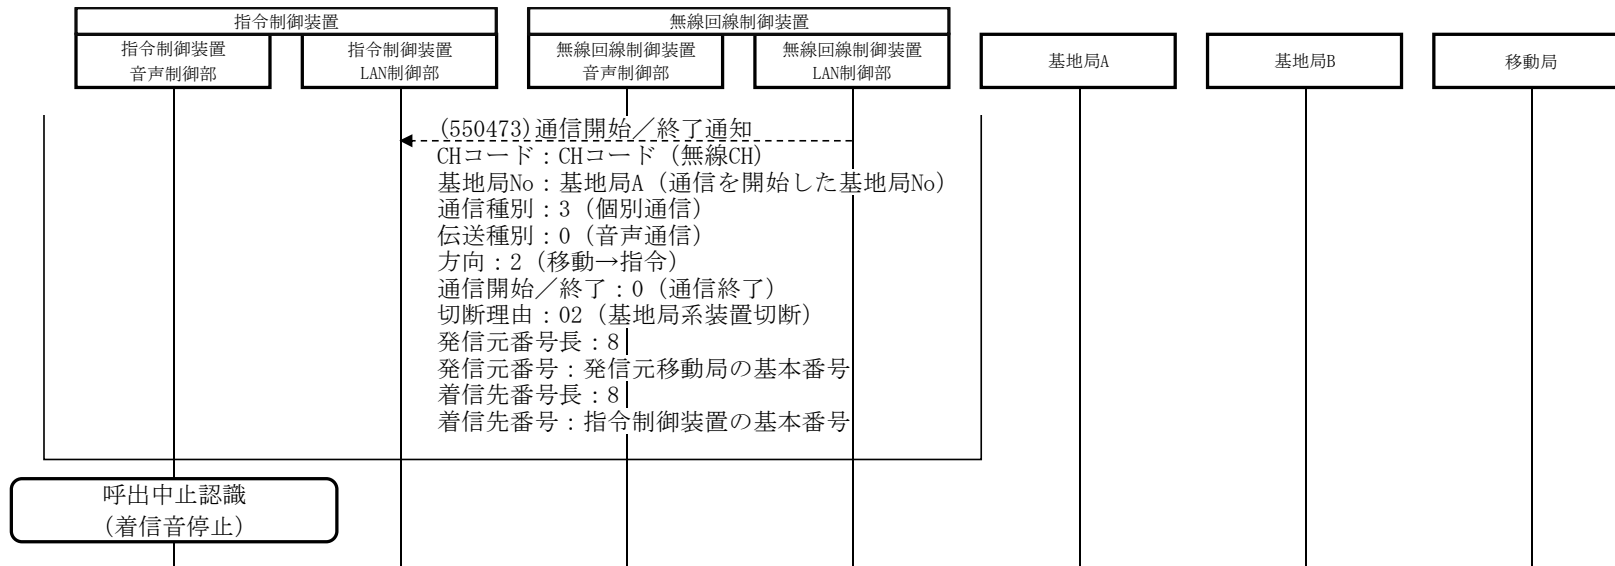 指令制御装置
無線回線制御装置
指令制御装置
音声制御部
指令制御装置
LAN制御部
無線回線制御装置
音声制御部
無線回線制御装置
LAN制御部
基地局A
基地局B
移動局
(550473)通信開始／終了通知
CHコード：CHコード（無線CH）
基地局No：基地局A（通信を開始した基地局No）
通信種別：3（個別通信）
伝送種別：0（音声通信）
方向：2（移動→指令）
通信開始／終了：0（通信終了）
切断理由：02（基地局系装置切断）
発信元番号長：8
発信元番号：発信元移動局の基本番号
着信先番号長：8
着信先番号：指令制御装置の基本番号
呼出中止認識
（着信音停止）